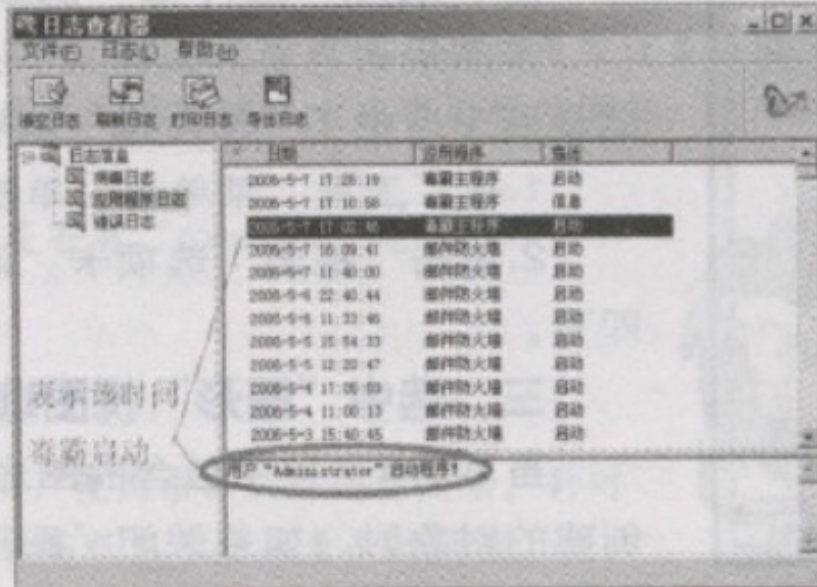 日志查看器
文件(F) 日志(L) 帮助(H)
清空日志 刷新日志 打印日志 导出日志
日志信息
病毒日志
应用程序日志
错误日志
日期 应用程序 描述
2006-5-7 17:28:19 毒霸主程序 启动
2006-5-7 17:10:58 毒霸主程序 信息
2006-5-7 17:02:46 毒霸主程序 启动
2006-5-7 16:09:41 邮件防火墙 启动
2006-5-7 11:40:00 邮件防火墙 启动
2006-5-6 22:40:44 邮件防火墙 启动
2006-5-6 11:33:46 邮件防火墙 启动
2006-5-5 15:54:33 邮件防火墙 启动
2006-5-5 12:20:47 邮件防火墙 启动
2006-5-4 17:05:03 邮件防火墙 启动
2006-5-4 11:00:13 邮件防火墙 启动
2006-5-3 15:40:45 邮件防火墙 启动
表示该时间
毒霸启动
用户“Administrator”启动程序!